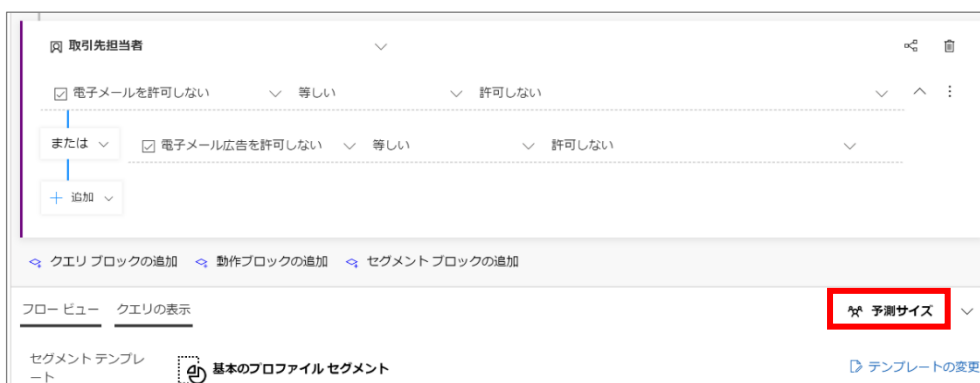 取引先担当者
電子メールを許可しない 等しい 許可しない
または 電子メール広告を許可しない 等しい 許可しない
追加
クエリ ブロックの追加 動作ブロックの追加 セグメント ブロックの追加
フロー ビュー クエリの表示 予測サイズ
セグメント テンプレ
ート
基本のプロファイル セグメント テンプレートの変更